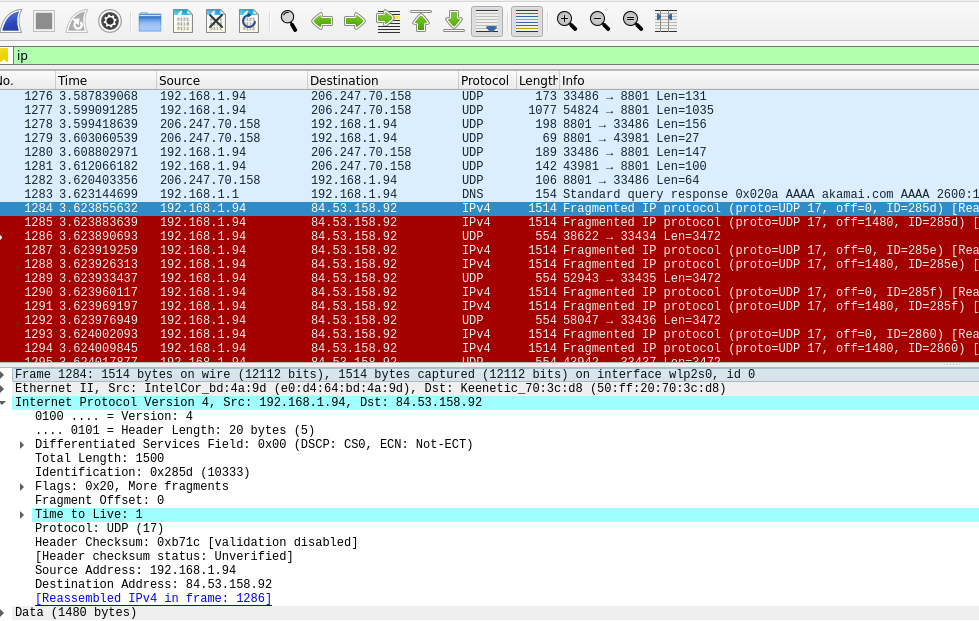 ip
No. Time Source Destination Protocol Length Info
1276 3.587839068 192.168.1.94 206.247.70.158 UDP 173 33486 → 8801 Len=131
1277 3.599091285 192.168.1.94 206.247.70.158 UDP 1077 54824 → 8801 Len=1035
1278 3.599418639 206.247.70.158 192.168.1.94 UDP 198 8801 → 33486 Len=156
1279 3.603060539 206.247.70.158 192.168.1.94 UDP 69 8801 → 43981 Len=27
1280 3.608802971 192.168.1.94 206.247.70.158 UDP 189 33486 → 8801 Len=147
1281 3.612066182 192.168.1.94 206.247.70.158 UDP 142 43981 → 8801 Len=100
1282 3.620403356 206.247.70.158 192.168.1.94 UDP 106 8801 → 33486 Len=64
1283 3.623144699 192.168.1.1 192.168.1.94 DNS 154 Standard query response 0x020a AAAA akamai.com AAAA 2600:1
1284 3.623855632 192.168.1.94 84.53.158.92 IPv4 1514 Fragmented IP protocol (proto=UDP 17, off=0, ID=285d) [Rea
1285 3.623883639 192.168.1.94 84.53.158.92 IPv4 1514 Fragmented IP protocol (proto=UDP 17, off=1480, ID=285d) [
1286 3.623890693 192.168.1.94 84.53.158.92 UDP 554 38622 → 33434 Len=3472
1287 3.623919259 192.168.1.94 84.53.158.92 IPv4 1514 Fragmented IP protocol (proto=UDP 17, off=0, ID=285e) [Rea
1288 3.623926313 192.168.1.94 84.53.158.92 IPv4 1514 Fragmented IP protocol (proto=UDP 17, off=1480, ID=285e) [
1289 3.623933437 192.168.1.94 84.53.158.92 UDP 554 52943 → 33435 Len=3472
1290 3.623960117 192.168.1.94 84.53.158.92 IPv4 1514 Fragmented IP protocol (proto=UDP 17, off=0, ID=285f) [Rea
1291 3.623969197 192.168.1.94 84.53.158.92 IPv4 1514 Fragmented IP protocol (proto=UDP 17, off=1480, ID=285f) [
1292 3.623976949 192.168.1.94 84.53.158.92 UDP 554 58047 → 33436 Len=3472
1293 3.624002093 192.168.1.94 84.53.158.92 IPv4 1514 Fragmented IP protocol (proto=UDP 17, off=0, ID=2860) [Rea
1294 3.624009845 192.168.1.94 84.53.158.92 IPv4 1514 Fragmented IP protocol (proto=UDP 17, off=1480, ID=2860) [
1295 3.624017877 192.168.1.94 84.53.158.92 UDP 554 43942 → 33437 Len=3472
Frame 1284: 1514 bytes on wire (12112 bits), 1514 bytes captured (12112 bits) on interface wlp2s0, id 0
Ethernet II, Src: IntelCor_bd:4a:9d (e0:d4:64:bd:4a:9d), Dst: Keenetic_70:3c:d8 (50:ff:20:70:3c:d8)
Internet Protocol Version 4, Src: 192.168.1.94, Dst: 84.53.158.92
0100 .... = Version: 4
.... 0101 = Header Length: 20 bytes (5)
Differentiated Services Field: 0x00 (DSCP: CS0, ECN: Not-ECT)
Total Length: 1500
Identification: 0x285d (10333)
Flags: 0x20, More fragments
Fragment Offset: 0
Time to Live: 1
Protocol: UDP (17)
Header Checksum: 0xb71c [validation disabled]
[Header checksum status: Unverified]
Source Address: 192.168.1.94
Destination Address: 84.53.158.92
[Reassembled IPv4 in frame: 1286]
Data (1480 bytes)